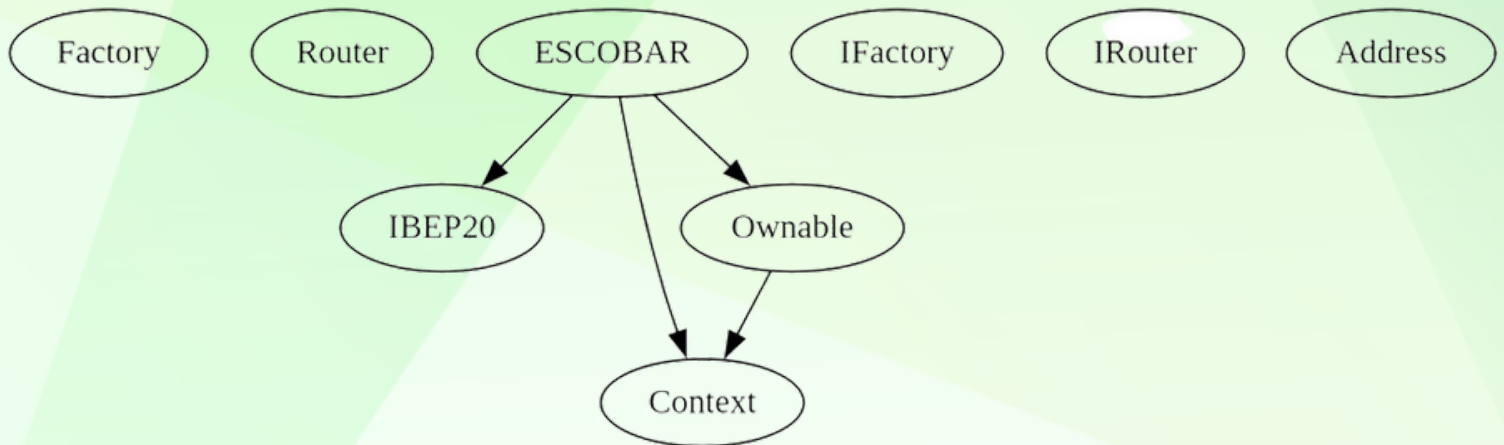 Factory Router ESCOBAR IFactory IRouter Address
IBEP20 Ownable
Context